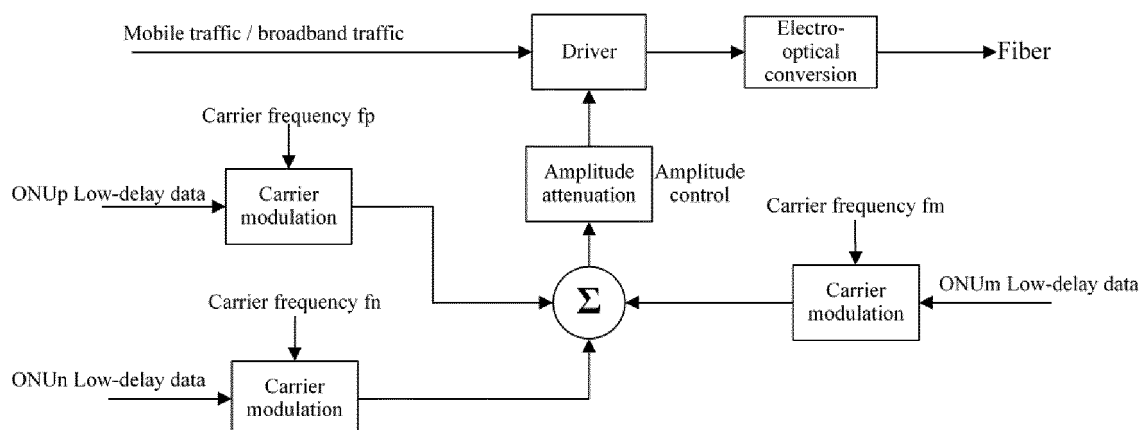 Mobile traffic / broadband traffic
Driver
Electro-
optical
conversion
Fiber
Carrier frequency fp
ONUp Low-delay data
Carrier
modulation
Amplitude
attenuation
Amplitude
control
Carrier frequency fm
Carrier frequency fn
Σ
Carrier
modulation
ONUm Low-delay data
ONUn Low-delay data
Carrier
modulation